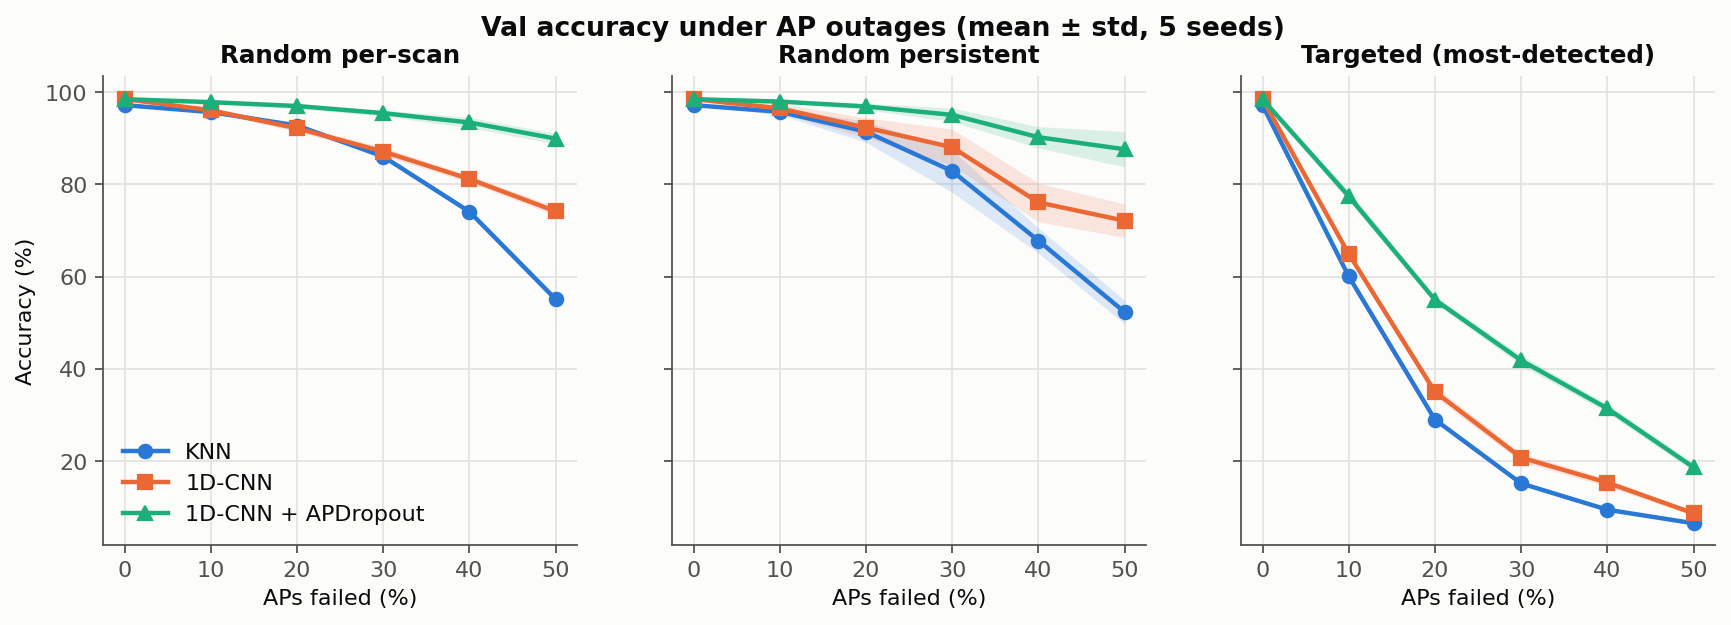 Val accuracy under AP outages (mean ± std, 5 seeds)
Random per-scan
Random persistent
Targeted (most-detected)
Accuracy (%)
100
80
60
40
20
KNN
1D-CNN
1D-CNN + APDropout
0 10 20 30 40 50
0 10 20 30 40 50
0 10 20 30 40 50
APs failed (%)
APs failed (%)
APs failed (%)